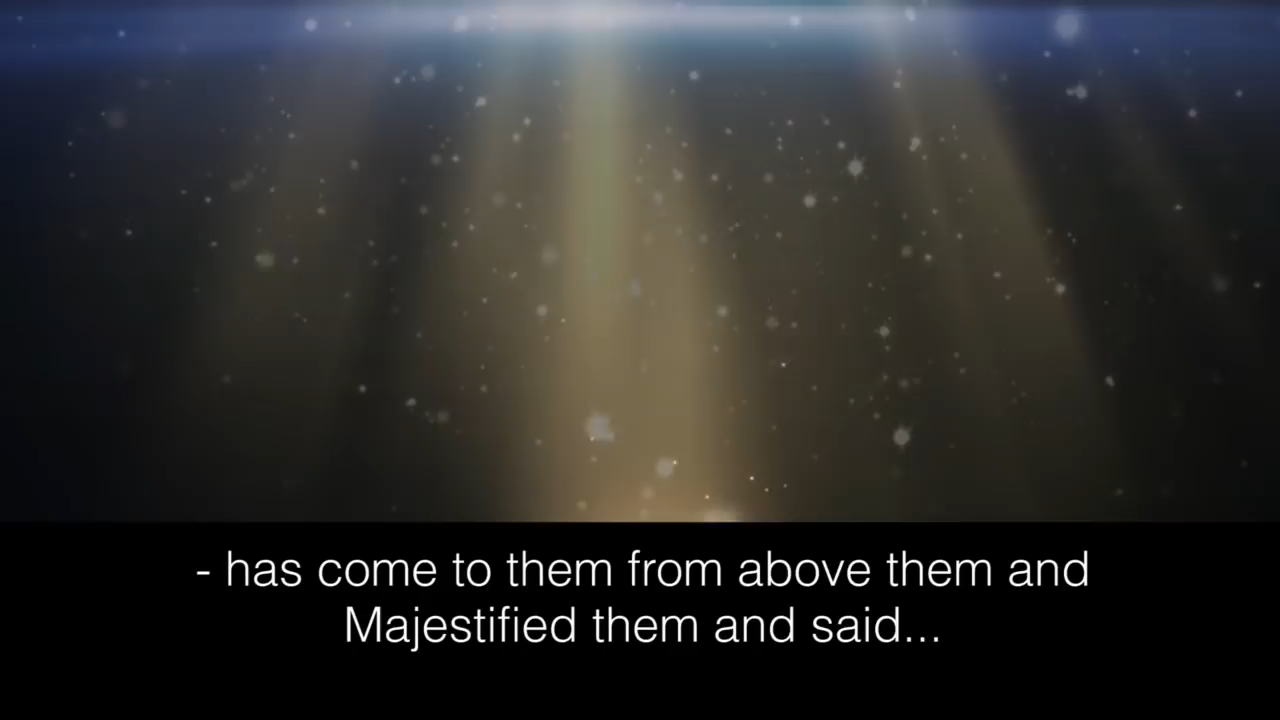 - has come to them from above them and
Majestified them and said...